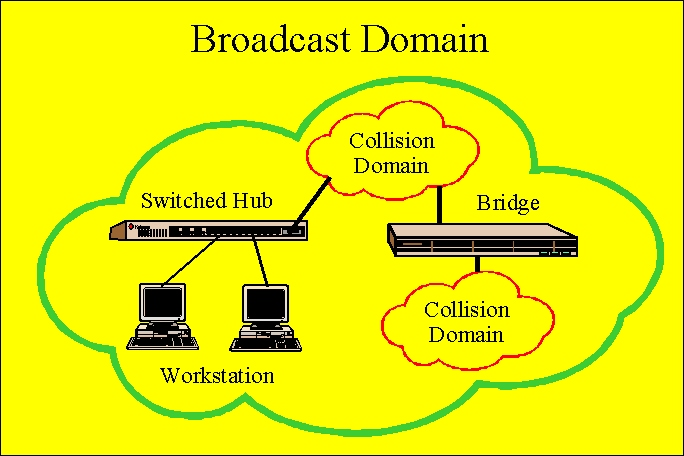 Broadcast Domain
Collision
Domain
Switched Hub
Bridge
Collision
Domain
Workstation